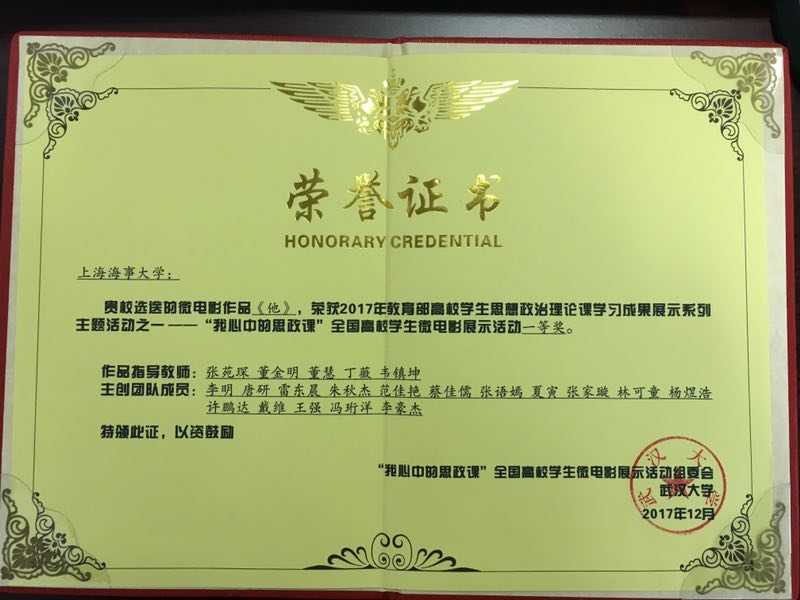 荣誉证书
HONORARY CREDENTIAL
上海海事大学：
贵校选送的微电影作品《他》，荣获2017年教育部高校学生思想政治理论课学习成果展示系列
主题活动之一 ——“我心中的思政课”全国高校学生微电影展示活动一等奖。
作品指导教师：张苑琛 董金明 董慧 丁薇 韦镇坤
主创团队成员：李明 唐研 雷东晨 朱秋杰 范佳艳 蔡佳儒 张语嫣 夏寅 张家璇 林可童 杨煜浩
许鹏达 戴维 王强 冯珩洋 李豪杰
特颁此证，以资鼓励
“我心中的思政课”全国高校学生微电影展示活动组委会
武汉大学
2017年12月
武汉大学